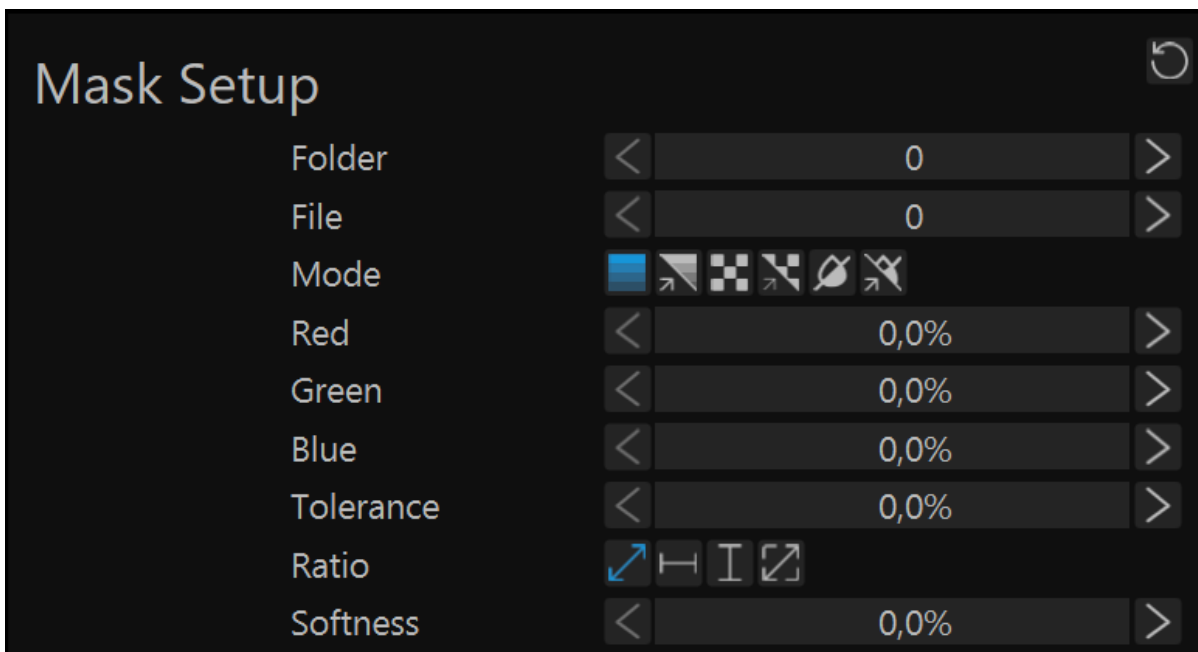 Mask Setup
Folder 0
File 0
Mode
Red 0,0%
Green 0,0%
Blue 0,0%
Tolerance 0,0%
Ratio
Softness 0,0%